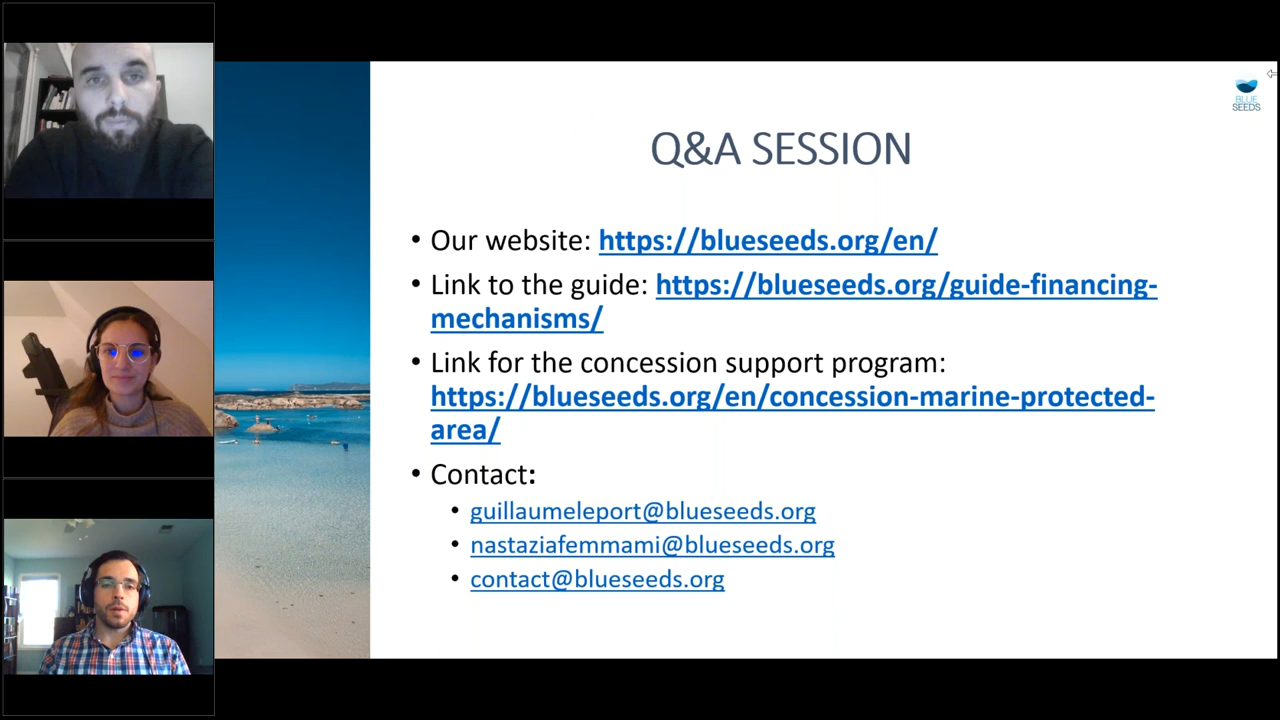 BLUE
SEEDS
Q&A SESSION
• Our website: https://blueseeds.org/en/
• Link to the guide: https://blueseeds.org/guide-financing-
mechanisms/
• Link for the concession support program:
https://blueseeds.org/en/concession-marine-protected-
area/
• Contact:
• guillaumeleport@blueseeds.org
• nastaziafemmami@blueseeds.org
• contact@blueseeds.org